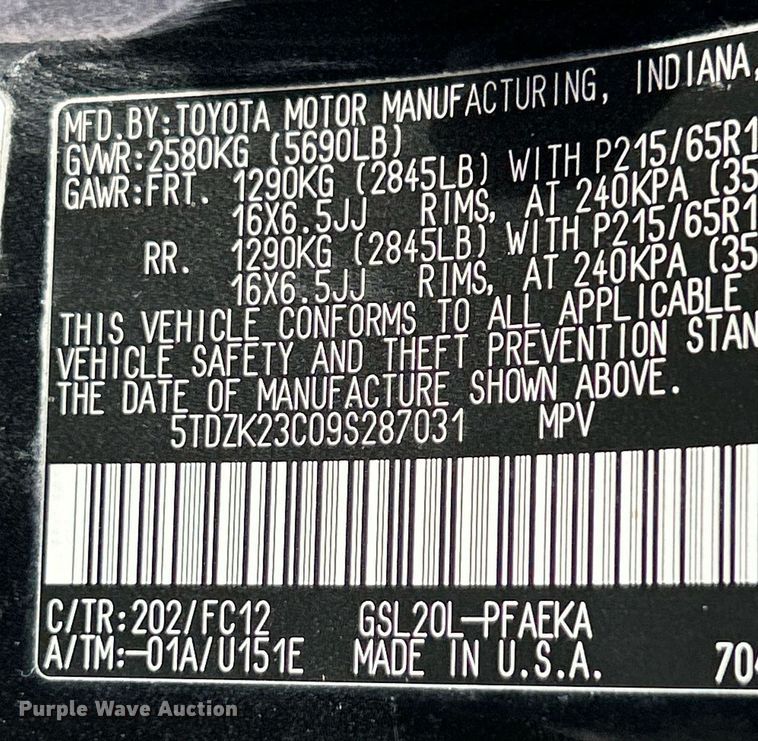 MFD.BY:TOYOTA MOTOR MANUFACTURING, INDIANA,
GVWR:2580KG (5690LB)
GAWR:FRT. 1290KG (2845LB) WITH P215/65R1
16X6.5JJ RIMS, AT 240KPA (35
RR. 1290KG (2845LB) WITH P215/65R1
16X6.5JJ RIMS, AT 240KPA (35
THIS VEHICLE CONFORMS TO ALL APPLICABLE
VEHICLE SAFETY AND THEFT PREVENTION STAN
THE DATE OF MANUFACTURE SHOWN ABOVE.
5TDZK23C09S287031 MPV
C/TR:202/FC12 GSL20L-PFAEKA
A/TM:-01A/U151E MADE IN U.S.A. 704
Purple Wave Auction